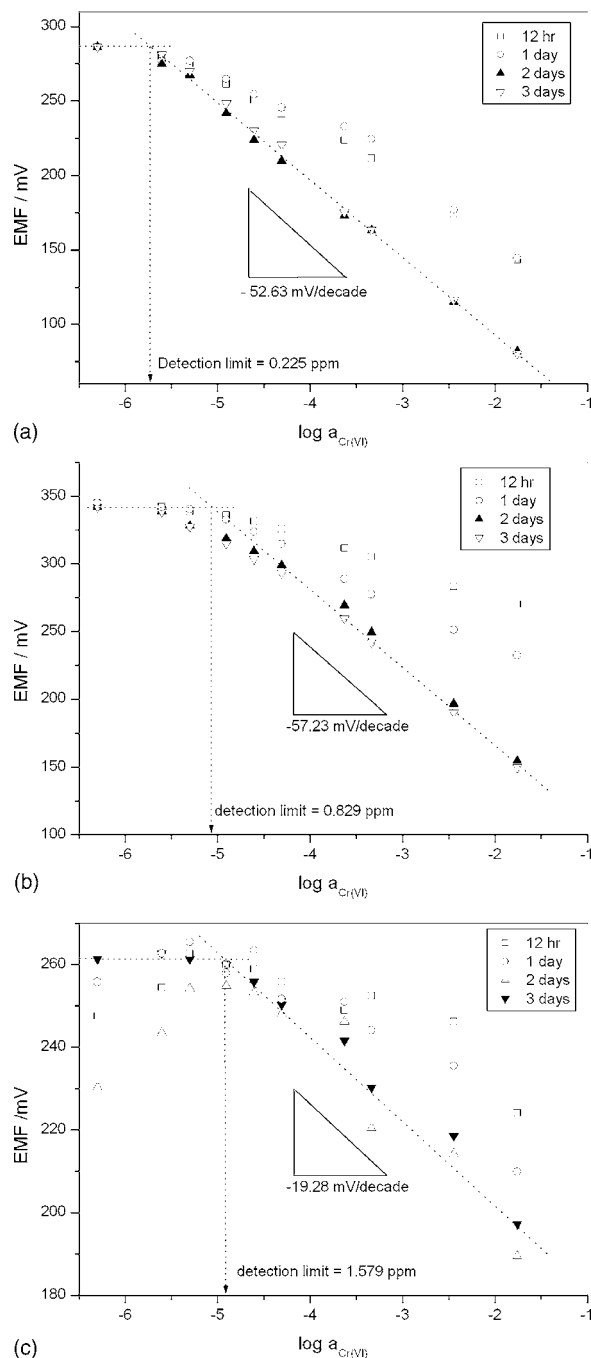 300
250
200
150
100
EMF / mV
12 hr
1 day
2 days
3 days
- 52.63 mV/decade
Detection limit = 0.225 ppm
-6 -5 -4 -3 -2 -1
log a Cr(VI)
(a)
350
300
250
200
150
100
EMF / mV
12 hr
1 day
2 days
3 days
-57.23 mV/decade
detection limit = 0.829 ppm
-6 -5 -4 -3 -2 -1
log a Cr(VI)
(b)
260
240
220
200
180
EMF /mV
12 hr
1 day
2 days
3 days
-19.28 mV/decade
detection limit = 1.579 ppm
-6 -5 -4 -3 -2 -1
log a Cr(VI)
(c)